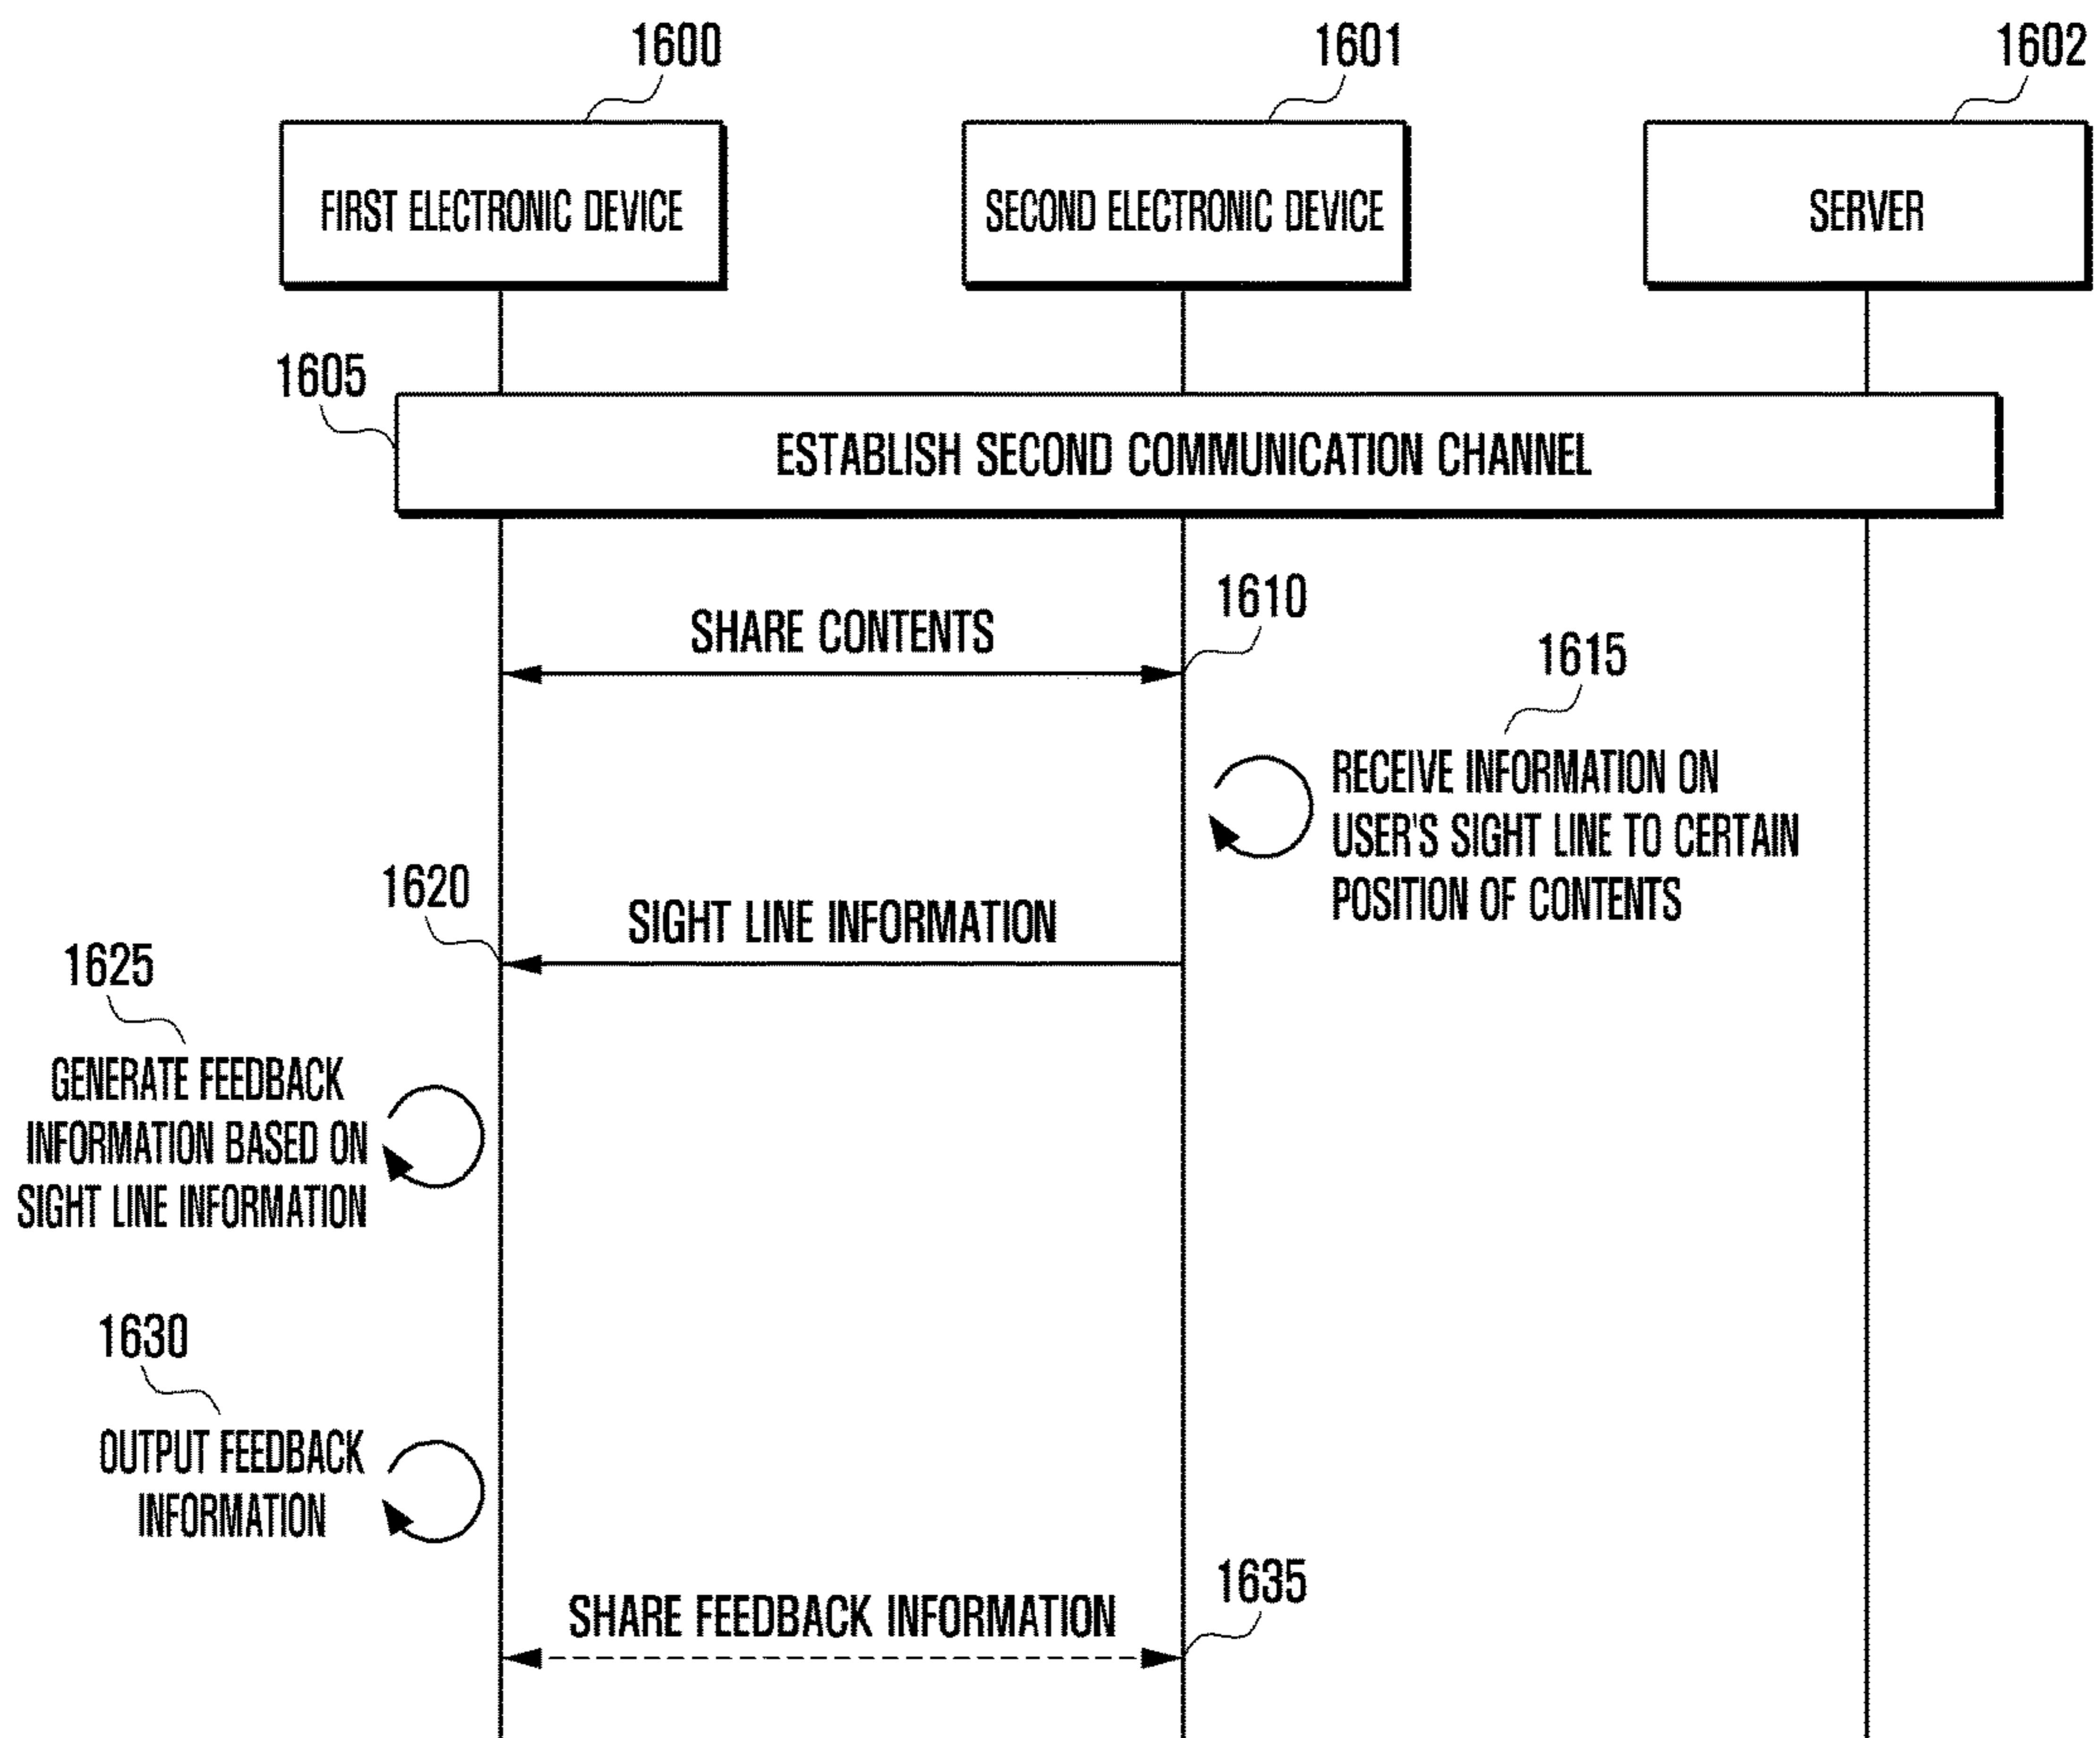 1600
1601
1602
FIRST ELECTRONIC DEVICE
SECOND ELECTRONIC DEVICE
SERVER
1605
ESTABLISH SECOND COMMUNICATION CHANNEL
1610
SHARE CONTENTS
1615
RECEIVE INFORMATION ON
USER'S SIGHT LINE TO CERTAIN
POSITION OF CONTENTS
1620
SIGHT LINE INFORMATION
1625
GENERATE FEEDBACK
INFORMATION BASED ON
SIGHT LINE INFORMATION
1630
OUTPUT FEEDBACK
INFORMATION
1635
SHARE FEEDBACK INFORMATION